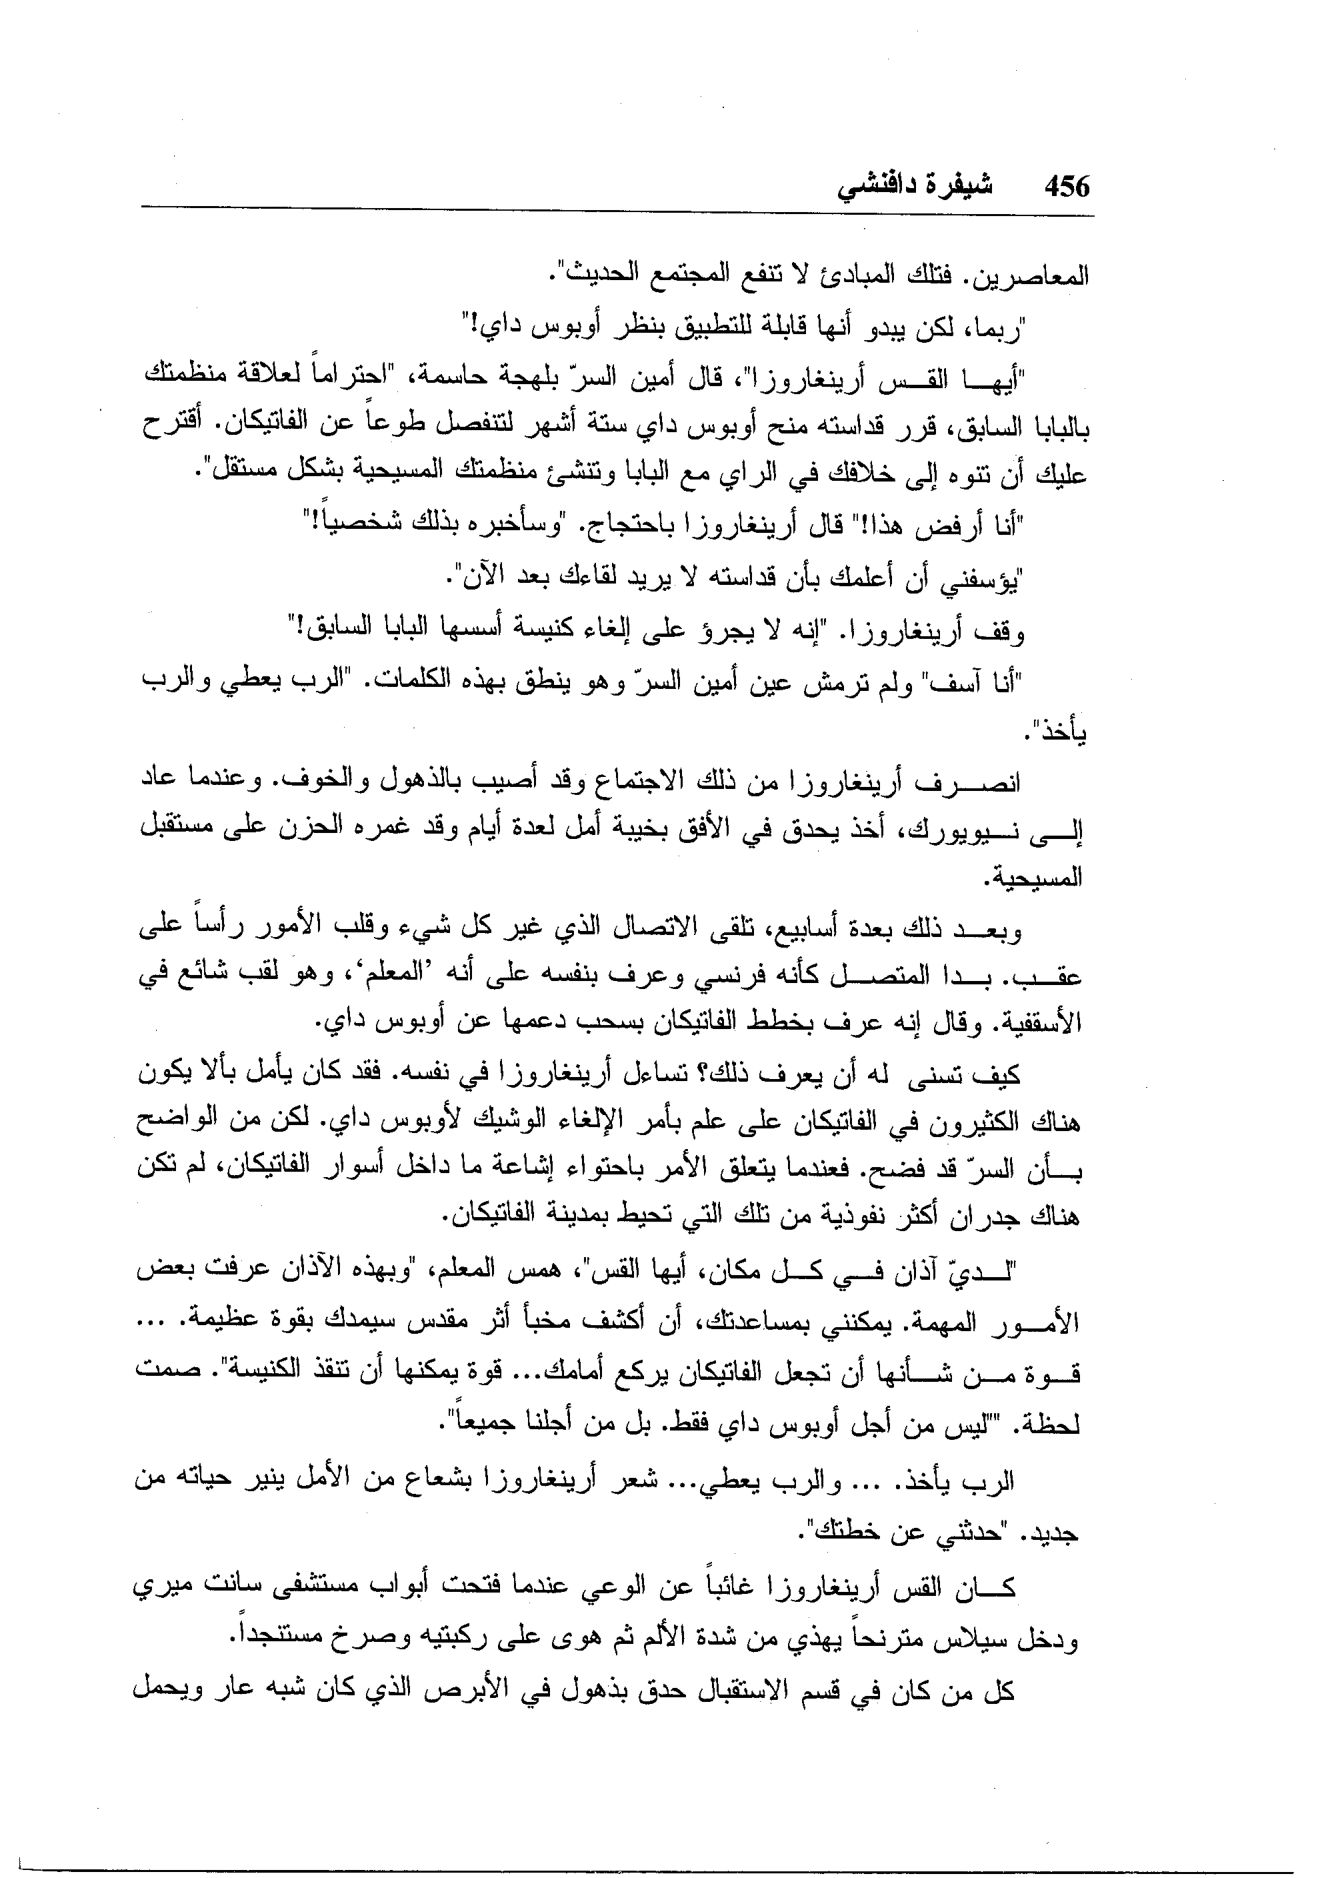 456 شيفرة دافنشي
المعاصرين. فتلك المبادئ لا تنفع المجتمع الحديث".
"ربما، لكن يبدو أنها قابلة للتطبيق بنظر أوبوس داي!"
"أيها القس أرينغاروزا"، قال أمين السرّ بلهجة حاسمة، "احتراماً لعلاقة منظمتك
بالبابا السابق، قرر قداسته منح أوبوس داي ستة أشهر لتنفصل طوعاً عن الفاتيكان. أقترح
عليك أن تنوه إلى خلافك في الراي مع البابا وتنشئ منظمتك المسيحية بشكل مستقل".
"أنا أرفض هذا!" قال أرينغاروزا باحتجاج. "وسأخبره بذلك شخصياً!"
"يؤسفني أن أعلمك بأن قداسته لا يريد لقاءك بعد الآن".
وقف أرينغاروزا. "إنه لا يجرؤ على إلغاء كنيسة أسسها البابا السابق!"
"أنا آسف" ولم ترمش عين أمين السرّ وهو ينطق بهذه الكلمات. "الرب يعطي والرب
يأخذ".
انصرف أرينغاروزا من ذلك الاجتماع وقد أصيب بالذهول والخوف. وعندما عاد
إلى نيويورك، أخذ يحدق في الأفق بخيبة أمل لعدة أيام وقد غمره الحزن على مستقبل
المسيحية.
وبعد ذلك بعدة أسابيع، تلقى الاتصال الذي غير كل شيء وقلب الأمور رأساً على
عقب. بدا المتصل كأنه فرنسي وعرف بنفسه على أنه ’المعلم‘، وهو لقب شائع في
الأسقفية. وقال إنه عرف بخطط الفاتيكان بسحب دعمها عن أوبوس داي.
كيف تسنى له أن يعرف ذلك؟ تساءل أرينغاروزا في نفسه. فقد كان يأمل بألا يكون
هناك الكثيرون في الفاتيكان على علم بأمر الإلغاء الوشيك لأوبوس داي. لكن من الواضح
بأن السرّ قد فضح. فعندما يتعلق الأمر باحتواء إشاعة ما داخل أسوار الفاتيكان، لم تكن
هناك جدران أكثر نفوذية من تلك التي تحيط بمدينة الفاتيكان.
"لديّ آذان في كل مكان، أيها القس"، همس المعلم، "وبهذه الآذان عرفت بعض
الأمور المهمة. يمكنني بمساعدتك، أن أكشف مخبأ أثر مقدس سيمدك بقوة عظيمة. ...
قوة من شأنها أن تجعل الفاتيكان يركع أمامك... قوة يمكنها أن تنقذ الكنيسة". صمت
لحظة. ""ليس من أجل أوبوس داي فقط. بل من أجلنا جميعاً".
الرب يأخذ. ... والرب يعطي... شعر أرينغاروزا بشعاع من الأمل ينير حياته من
جديد. "حدثني عن خطتك".
كان القس أرينغاروزا غائباً عن الوعي عندما فتحت أبواب مستشفى سانت ميري
ودخل سيلاس مترنحاً يهذي من شدة الألم ثم هوى على ركبتيه وصرخ مستنجداً.
كل من كان في قسم الاستقبال حدق بذهول في الأبرص الذي كان شبه عار ويحمل